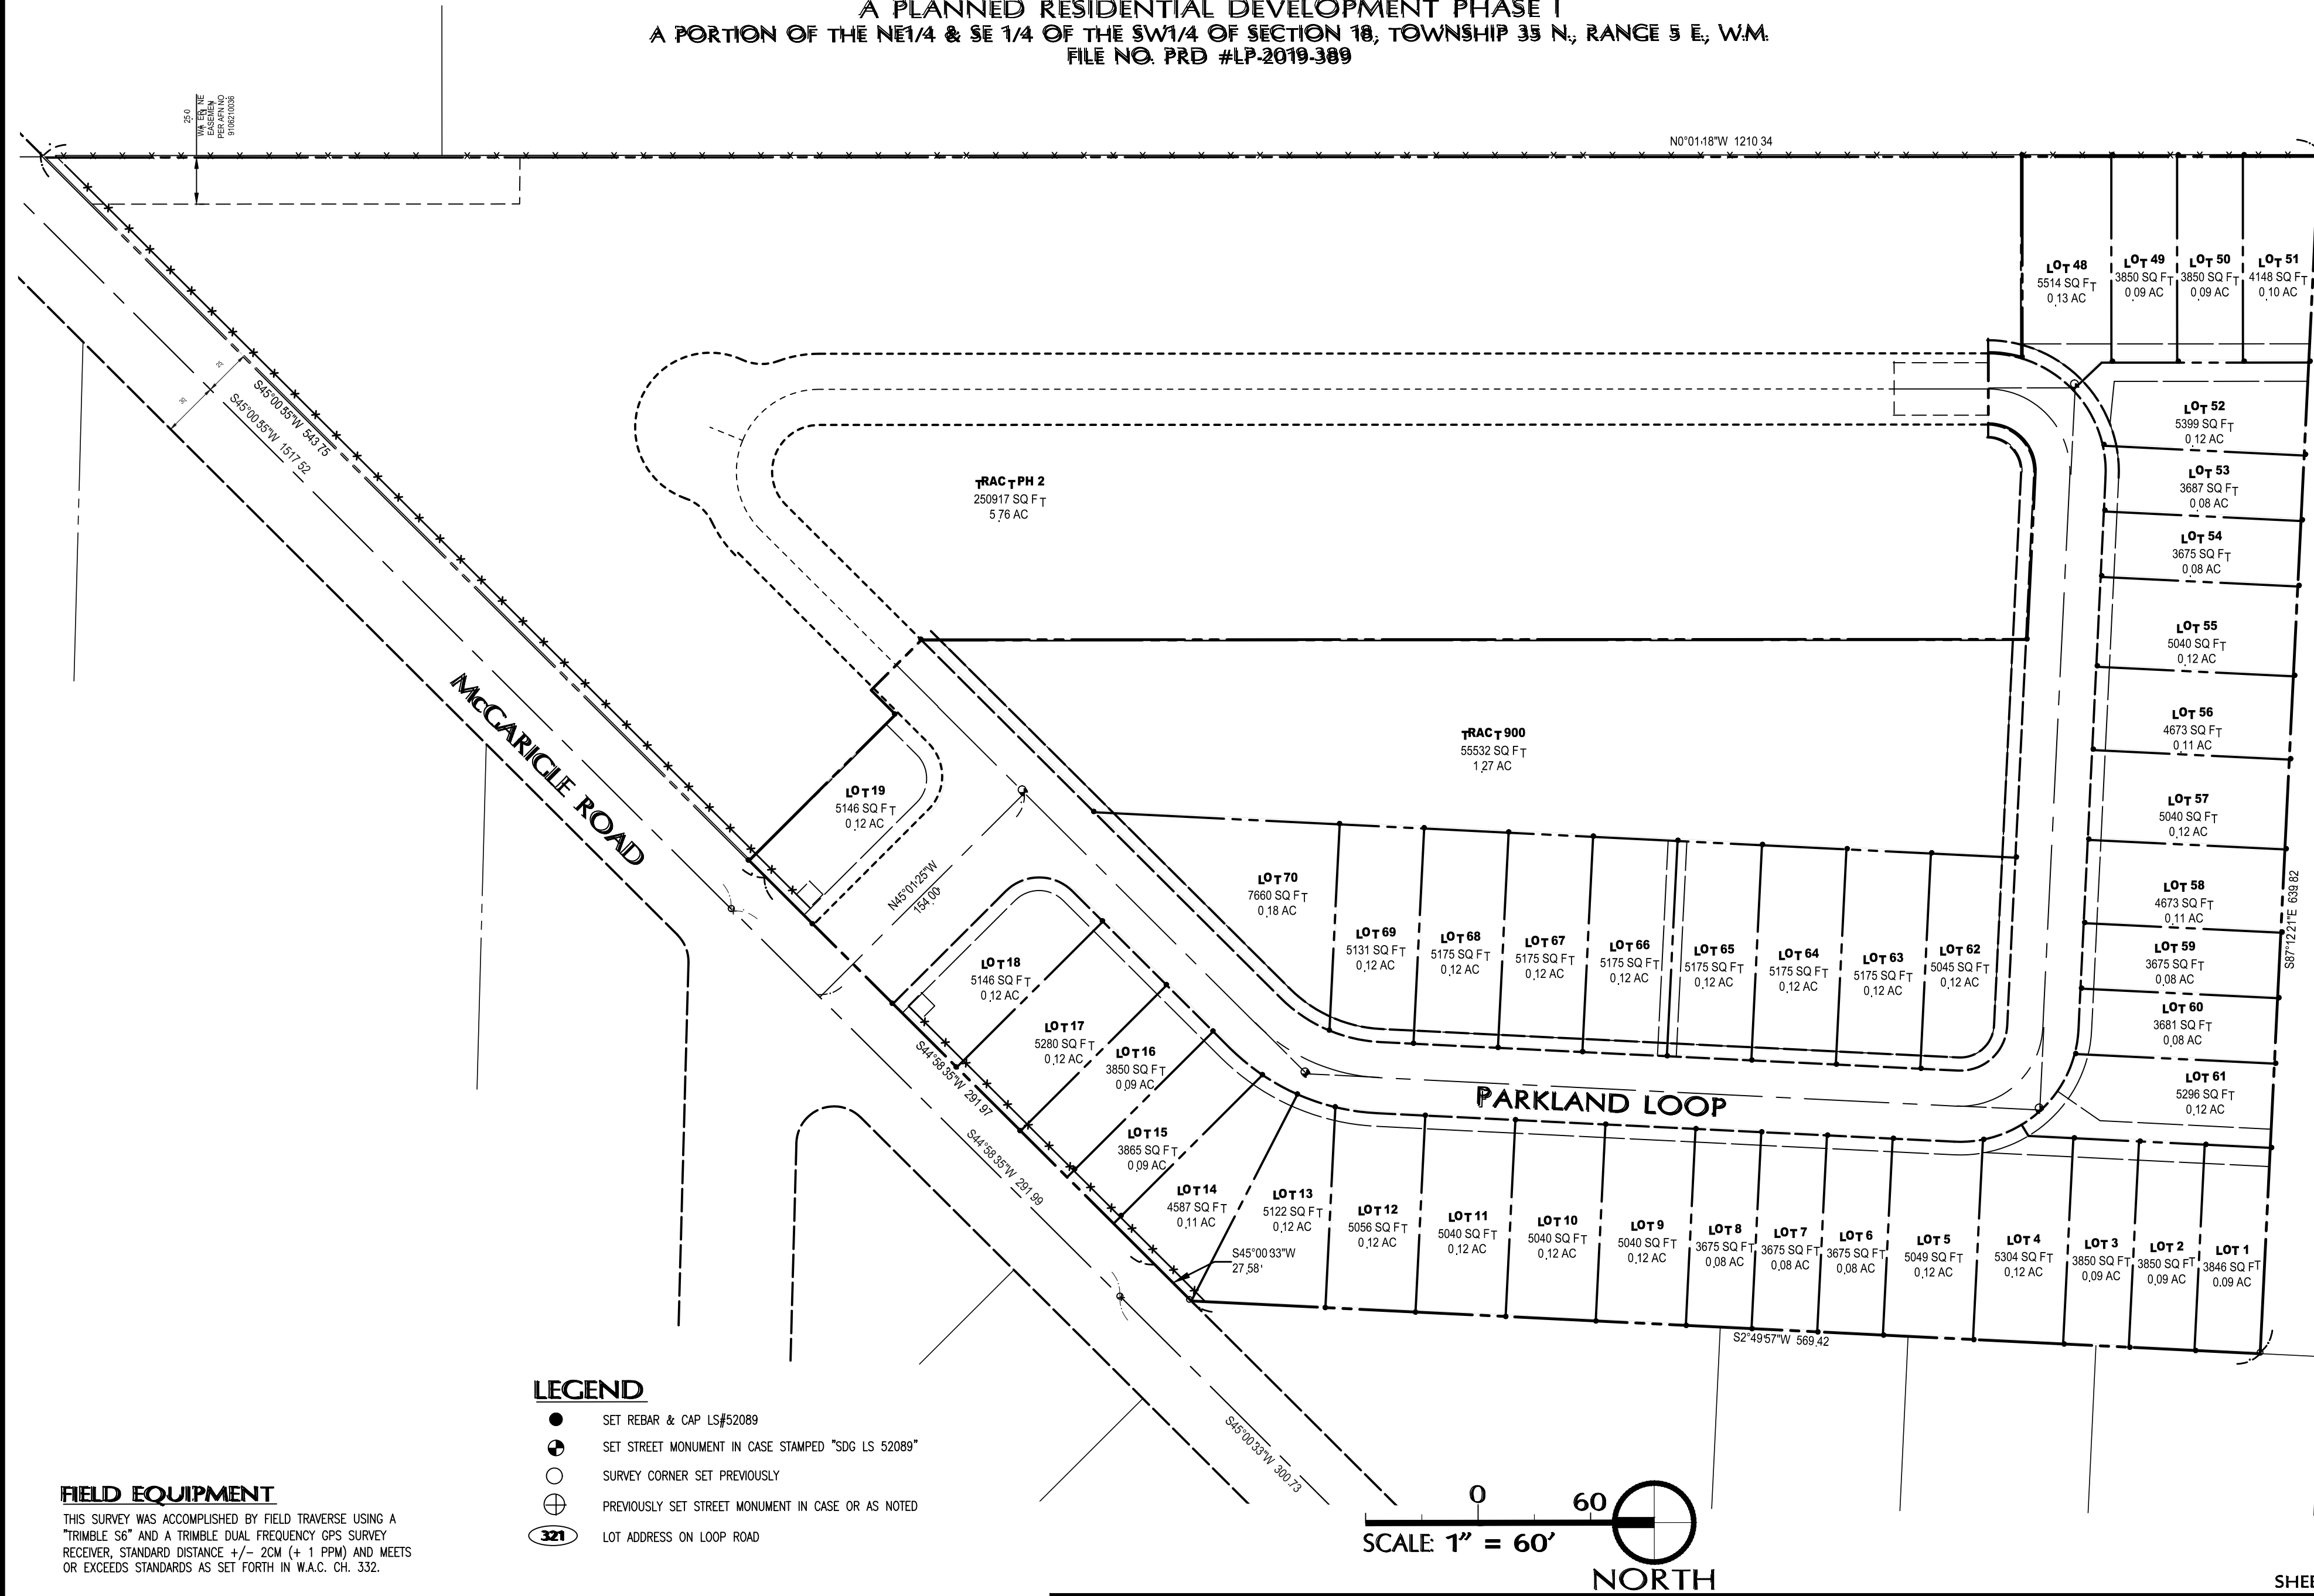 A PLANNED RESIDENTIAL DEVELOPMENT PHASE I
A PORTION OF THE NE1/4 & SE 1/4 OF THE SW1/4 OF SECTION 18, TOWNSHIP 35 N., RANGE 5 E., W.M.
FILE NO. PRD #LP-2019-389
25.0
WATERLINE
EASEMENT
PER AFN NO
9106210036
N0°01'18"W 1210.34
LOT 48
5514 SQ FT
0.13 AC
LOT 49
3850 SQ FT
0.09 AC
LOT 50
3850 SQ FT
0.09 AC
LOT 51
4148 SQ FT
0.10 AC
25
30
S45°00'55"W 543.75
S45°00'55"W 1517.52
LOT 52
5399 SQ FT
0.12 AC
LOT 53
3687 SQ FT
0.08 AC
TRACT PH 2
250917 SQ FT
5.76 AC
LOT 54
3675 SQ FT
0.08 AC
LOT 55
5040 SQ FT
0.12 AC
McGARIGLE ROAD
LOT 56
4673 SQ FT
0.11 AC
TRACT 900
55532 SQ FT
1.27 AC
LOT 19
5146 SQ FT
0.12 AC
LOT 57
5040 SQ FT
0.12 AC
N45°01'25"W
154.00'
LOT 70
7660 SQ FT
0.18 AC
LOT 58
4673 SQ FT
0.11 AC
S87°12'21"E 639.82
LOT 69
5131 SQ FT
0.12 AC
LOT 68
5175 SQ FT
0.12 AC
LOT 67
5175 SQ FT
0.12 AC
LOT 66
5175 SQ FT
0.12 AC
LOT 65
5175 SQ FT
0.12 AC
LOT 64
5175 SQ FT
0.12 AC
LOT 63
5175 SQ FT
0.12 AC
LOT 62
5045 SQ FT
0.12 AC
LOT 59
3675 SQ FT
0.08 AC
LOT 18
5146 SQ FT
0.12 AC
LOT 60
3681 SQ FT
0.08 AC
LOT 17
5280 SQ FT
0.12 AC
LOT 16
3850 SQ FT
0.09 AC
S44°58'35"W 291.97
S44°58'35"W 291.99
LOT 61
5296 SQ FT
0.12 AC
PARKLAND LOOP
LOT 15
3865 SQ FT
0.09 AC
LOT 14
4587 SQ FT
0.11 AC
LOT 13
5122 SQ FT
0.12 AC
LOT 12
5056 SQ FT
0.12 AC
LOT 11
5040 SQ FT
0.12 AC
LOT 10
5040 SQ FT
0.12 AC
LOT 9
5040 SQ FT
0.12 AC
LOT 8
3675 SQ FT
0.08 AC
LOT 7
3675 SQ FT
0.08 AC
LOT 6
3675 SQ FT
0.08 AC
LOT 5
5049 SQ FT
0.12 AC
LOT 4
5304 SQ FT
0.12 AC
LOT 3
3850 SQ FT
0.09 AC
LOT 2
3850 SQ FT
0.09 AC
LOT 1
3846 SQ FT
0.09 AC
S45°00'33"W
27.58'
S2°49'57"W 569.42
S45°00'33"W 300.73
LEGEND
SET REBAR & CAP LS#52089
SET STREET MONUMENT IN CASE STAMPED "SDG LS 52089"
SURVEY CORNER SET PREVIOUSLY
PREVIOUSLY SET STREET MONUMENT IN CASE OR AS NOTED
321 LOT ADDRESS ON LOOP ROAD
FIELD EQUIPMENT
THIS SURVEY WAS ACCOMPLISHED BY FIELD TRAVERSE USING A
"TRIMBLE S6" AND A TRIMBLE DUAL FREQUENCY GPS SURVEY
RECEIVER, STANDARD DISTANCE +/- 2CM (+ 1 PPM) AND MEETS
OR EXCEEDS STANDARDS AS SET FORTH IN W.A.C. CH. 332.
0 60
SCALE: 1" = 60'
NORTH
SHEE